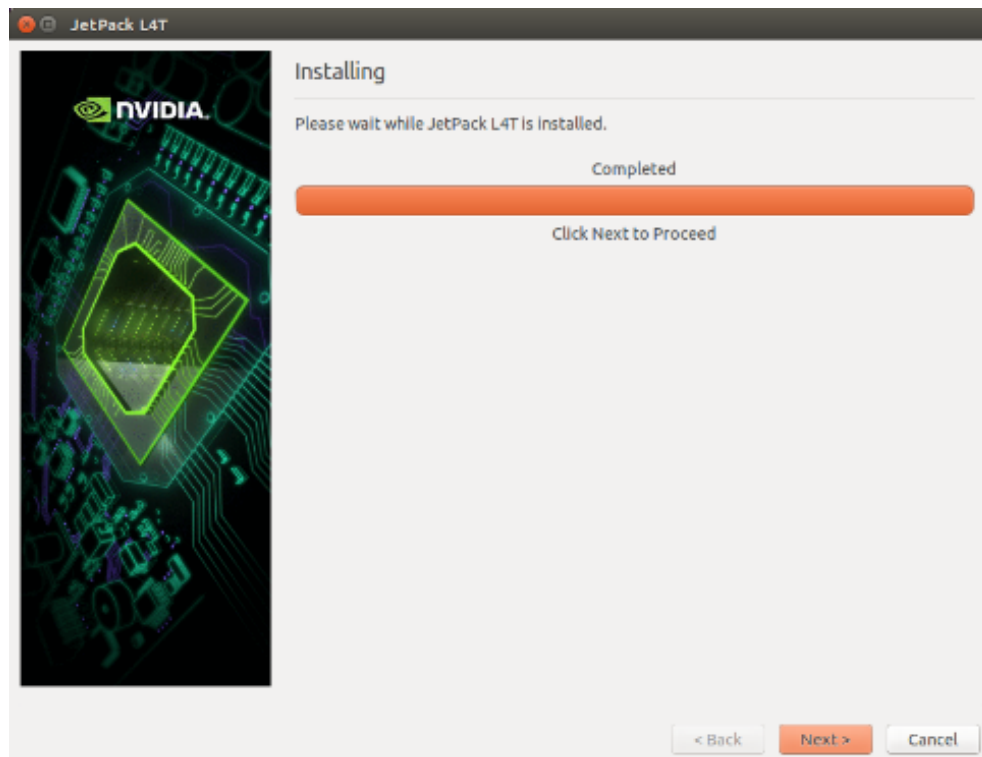 JetPack L4T
NVIDIA.
Installing
Please wait while JetPack L4T is installed.
Completed
Click Next to Proceed
< Back Next > Cancel